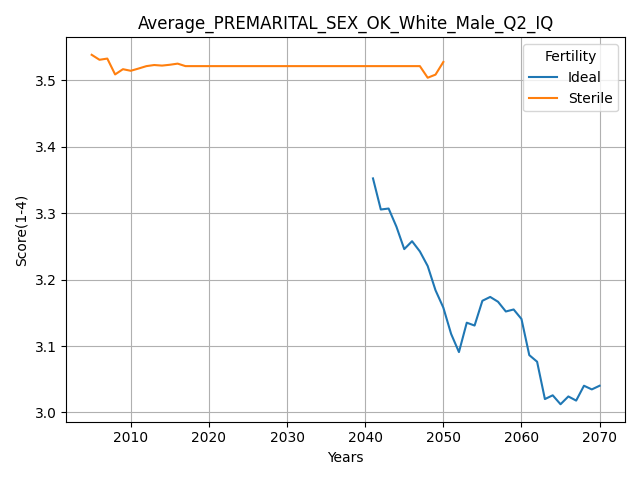 Average_PREMARITAL_SEX_OK_White_Male_Q2_IQ
Fertility
Ideal
Sterile
Score(1-4)
3.5
3.4
3.3
3.2
3.1
3.0
2010 2020 2030 2040 2050 2060 2070
Years